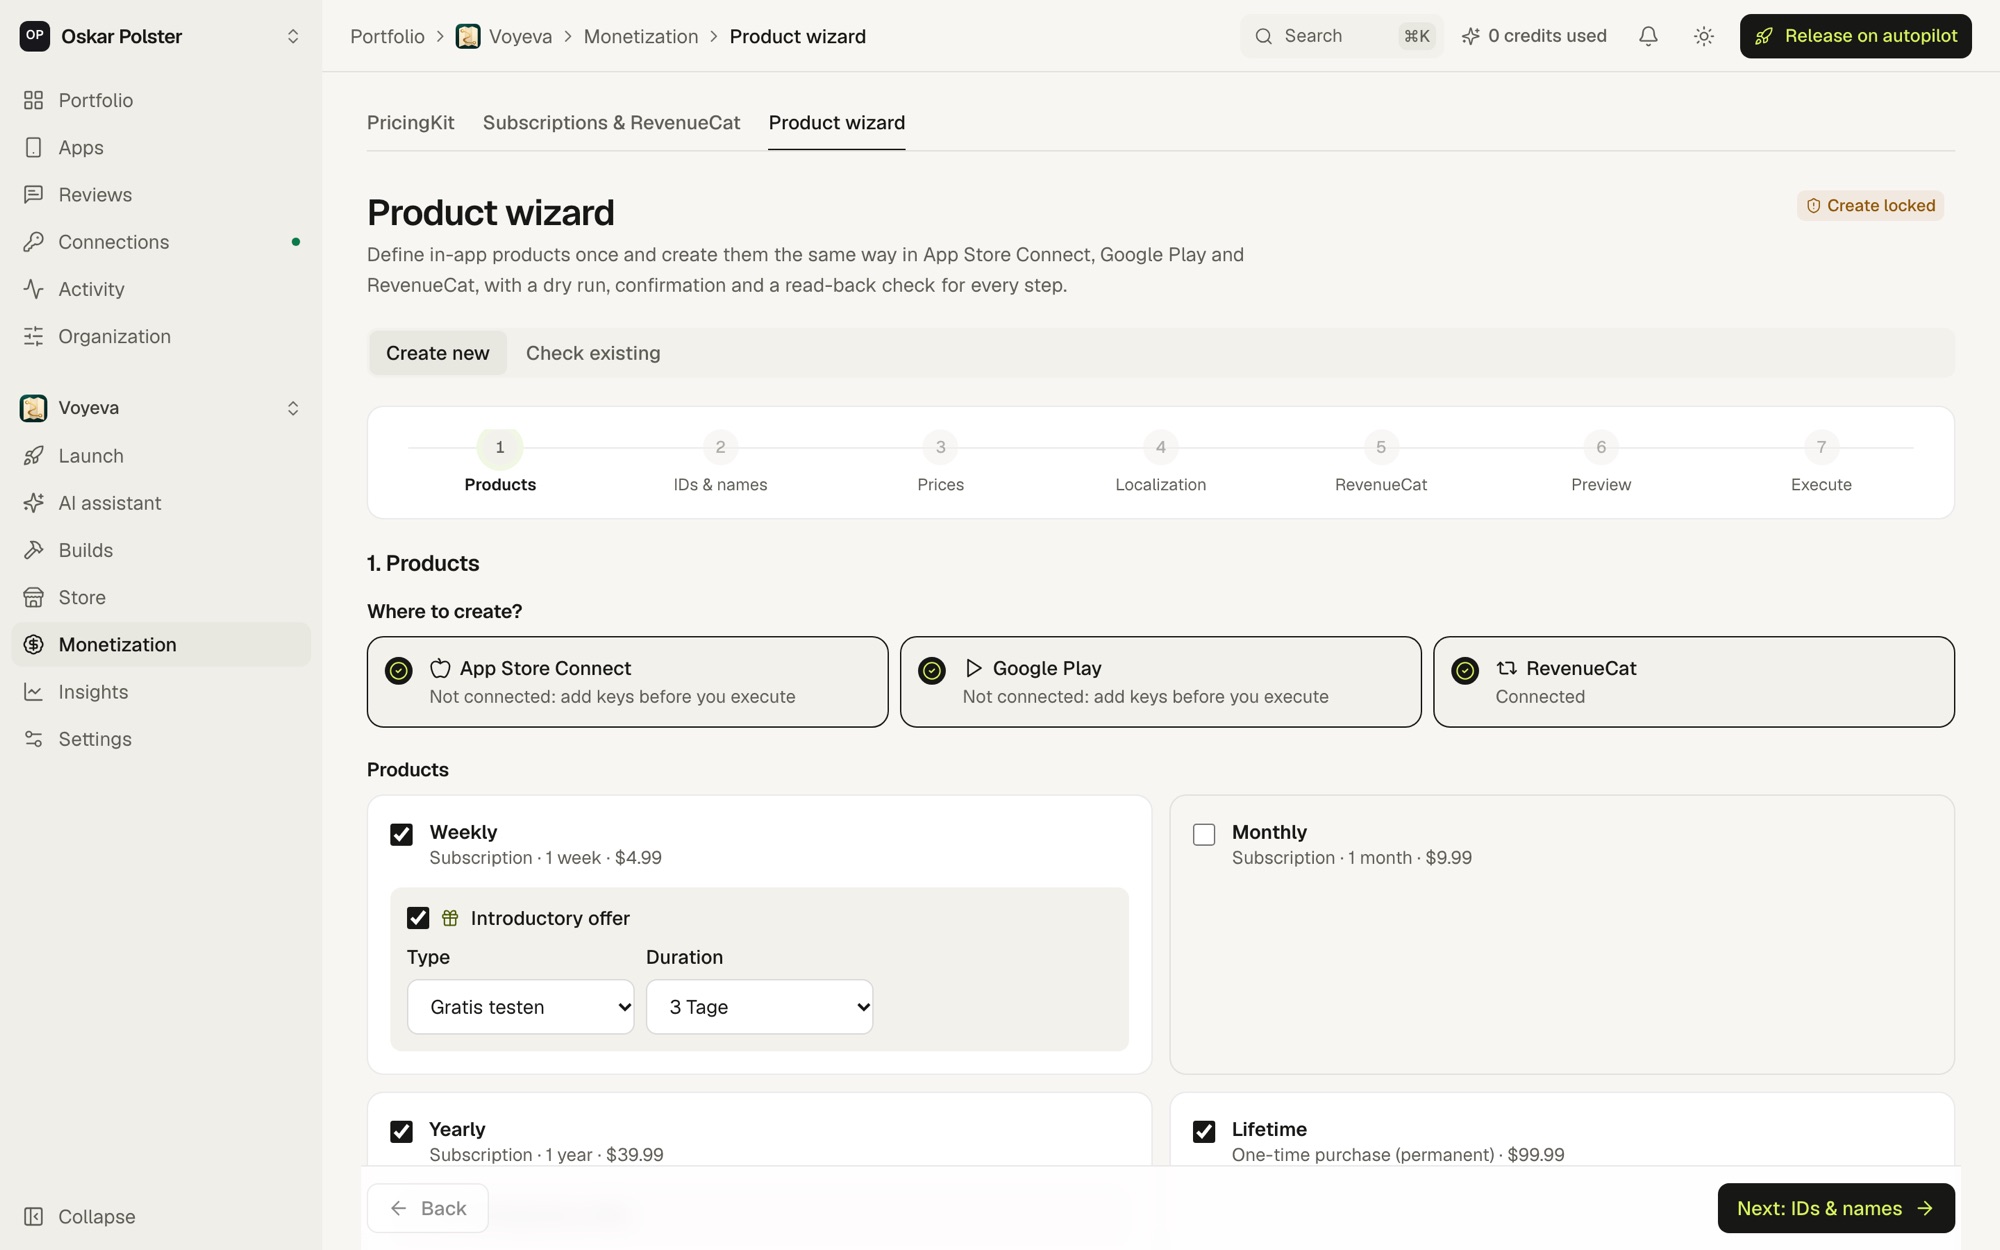 OP Oskar Polster
Portfolio
Apps
Reviews
Connections
Activity
Organization
Voyeva
Launch
AI assistant
Builds
Store
Monetization
Insights
Settings
Collapse
Portfolio > Voyeva > Monetization > Product wizard
Search ⌘K
0 credits used
Release on autopilot
PricingKit Subscriptions & RevenueCat Product wizard
Product wizard
Create locked
Define in-app products once and create them the same way in App Store Connect, Google Play and
RevenueCat, with a dry run, confirmation and a read-back check for every step.
Create new Check existing
1 2 3 4 5 6 7
Products IDs & names Prices Localization RevenueCat Preview Execute
1. Products
Where to create?
App Store Connect
Not connected: add keys before you execute
Google Play
Not connected: add keys before you execute
RevenueCat
Connected
Products
Weekly
Subscription · 1 week · $4.99
Introductory offer
Type Duration
Gratis testen 3 Tage
Monthly
Subscription · 1 month · $9.99
Yearly
Subscription · 1 year · $39.99
Lifetime
One-time purchase (permanent) · $99.99
Back
Next: IDs & names